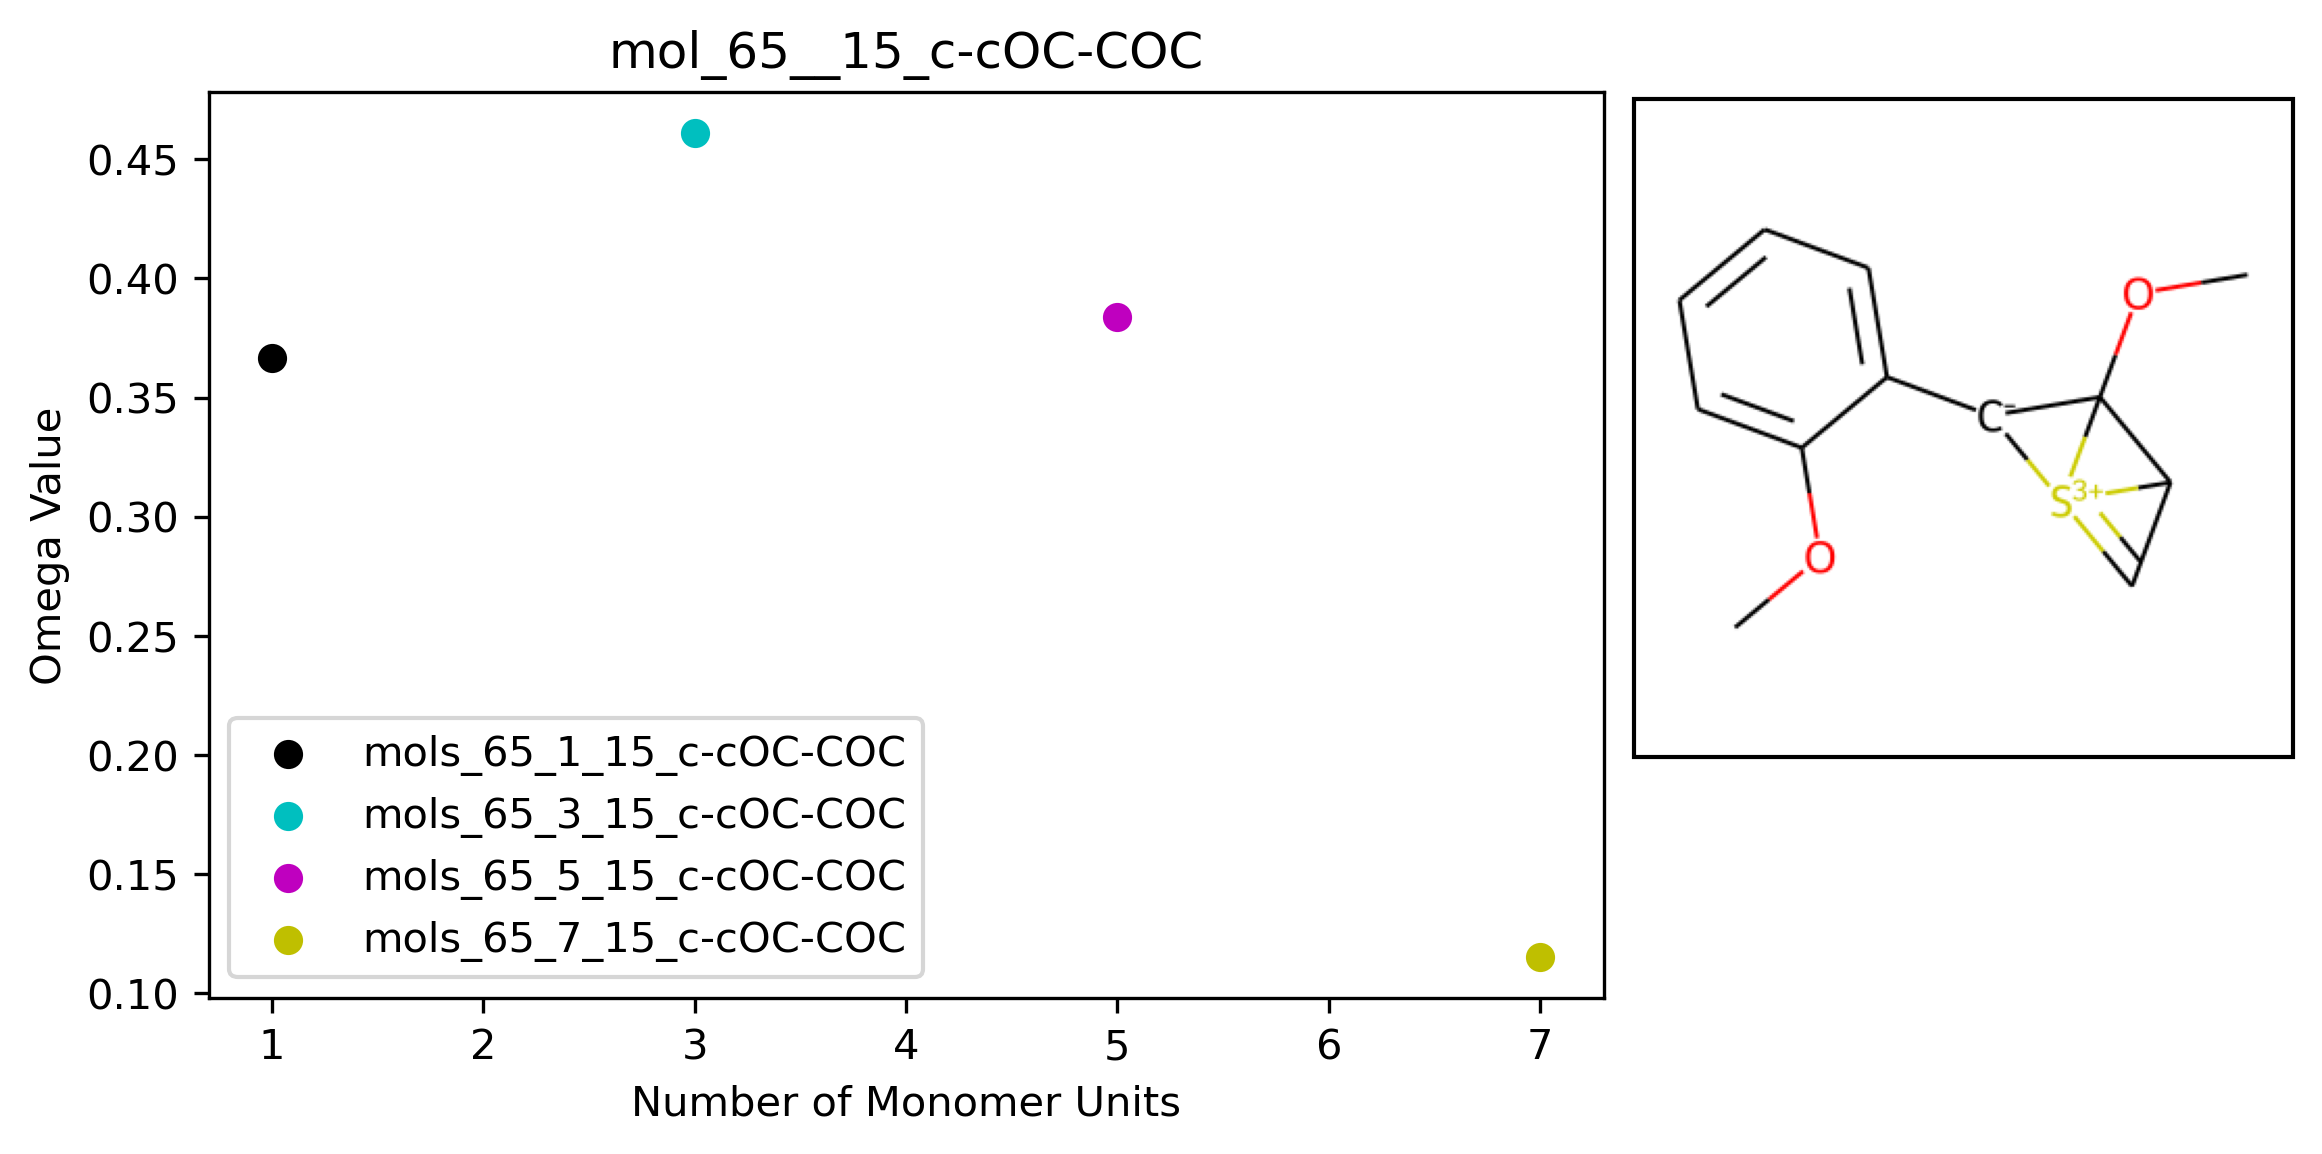 mol_65__15_c-cOC-COC
Omega Value
0.45
0.40
0.35
0.30
0.25
0.20
0.15
0.10
mols_65_1_15_c-cOC-COC
mols_65_3_15_c-cOC-COC
mols_65_5_15_c-cOC-COC
mols_65_7_15_c-cOC-COC
1 2 3 4 5 6 7
Number of Monomer Units
O
C-
S3+
O